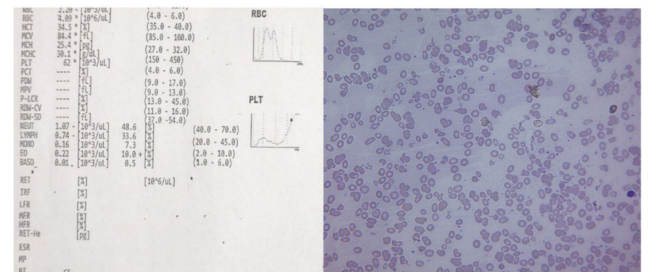 WBC 2.20 - [10^3/uL]
RBC 4.09 * [10^6/uL] (4.0 - 6.0)
HCT 34.5 * [%] (35.0 - 40.0)
MCV 84.4 * [fL] (85.0 - 100.0)
MCH 25.4 * [pg]
MCHC 30.1 * [g/dL] (27.0 - 32.0)
PLT 62 * [10^3/uL] (150 - 450)
PCT ---- [%] (4.0 - 6.0)
PDW ---- [fL] (9.0 - 17.0)
MPV ---- [fL] (9.0 - 13.0)
P-LCR ---- [%] (13.0 - 45.0)
RDW-CV ---- [%] (11.0 - 16.0)
RDW-SD ---- [fL] (37.0 -54.0)
NEUT 1.07 - [10^3/uL] 48.6 [%] (40.0 - 70.0)
LYMPH 0.74 - [10^3/uL] 33.6 [%] (20.0 - 45.0)
MONO 0.16 [10^3/uL] 7.3 [%] (2.0 - 10.0)
EO 0.22 [10^3/uL] 10.0 + [%] (1.0 - 6.0)
BASO 0.01 [10^3/uL] 0.5 [%]
RET [%] [10^6/uL]
IRF [%]
LFR [%]
MFR [%]
HFR [%]
RET-He [pg]
ESR
MP
RBC
PLT